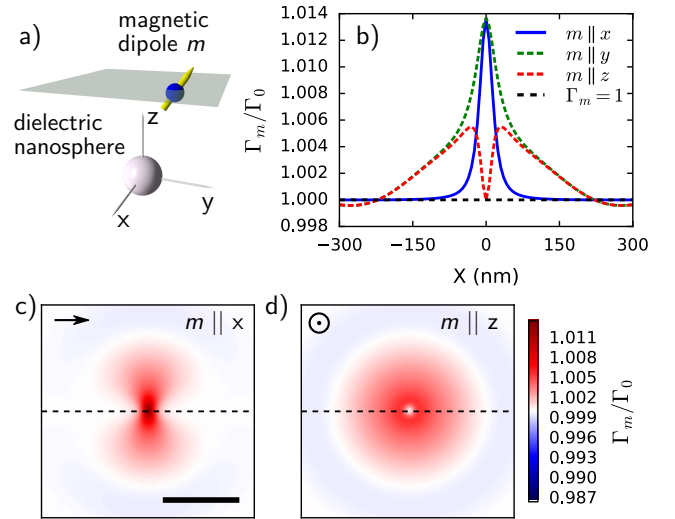 a)
magnetic
dipole m
dielectric
nanosphere
z
y
x
b)
Γm/Γ0
1.014
1.012
1.010
1.008
1.006
1.004
1.002
1.000
0.998
m ∥ x
m ∥ y
m ∥ z
Γm = 1
−300
−150
0
150
300
X (nm)
c)
m || x
d)
m || z
1.011
1.008
1.005
1.002
0.999
0.996
0.993
0.990
0.987
Γm/Γ0